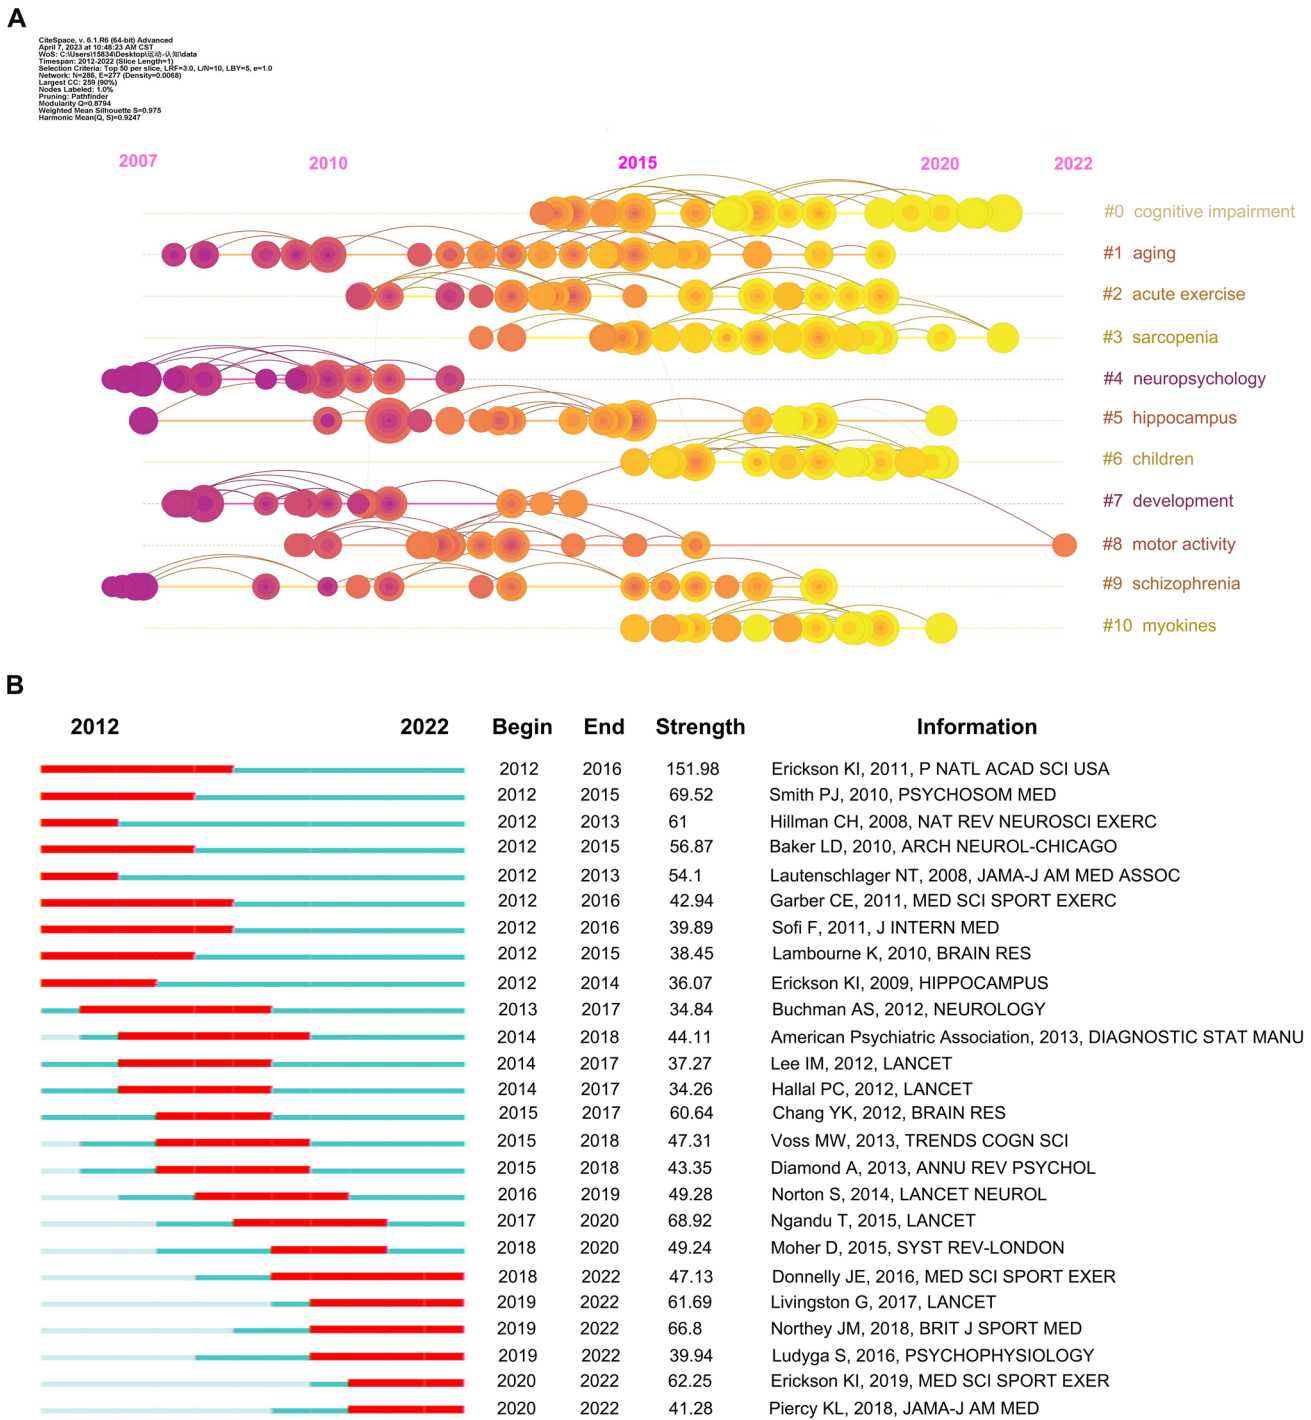 A
CiteSpace, v. 6.1.R6 (64-bit) Advanced
April 7, 2023 at 10:48:23 AM CST
WoS: C:\Users\15834\Desktop\运动-认知\data
Timespan: 2012-2022 (Slice Length=1)
Selection Criteria: Top 50 per slice, LRF=3.0, L/N=10, LBY=5, e=1.0
Network: N=286, E=277 (Density=0.0068)
Largest CC: 259 (90%)
Nodes Labeled: 1.0%
Pruning: Pathfinder
Modularity Q=0.8794
Weighted Mean Silhouette S=0.975
Harmonic Mean(Q, S)=0.9247
2007 2010 2015 2020 2022
#0 cognitive impairment
#1 aging
#2 acute exercise
#3 sarcopenia
#4 neuropsychology
#5 hippocampus
#6 children
#7 development
#8 motor activity
#9 schizophrenia
#10 myokines
B
2012 2022 Begin End Strength Information
2012 2016 151.98 Erickson KI, 2011, P NATL ACAD SCI USA
2012 2015 69.52 Smith PJ, 2010, PSYCHOSOM MED
2012 2013 61 Hillman CH, 2008, NAT REV NEUROSCI EXERC
2012 2015 56.87 Baker LD, 2010, ARCH NEUROL-CHICAGO
2012 2013 54.1 Lautenschlager NT, 2008, JAMA-J AM MED ASSOC
2012 2016 42.94 Garber CE, 2011, MED SCI SPORT EXERC
2012 2016 39.89 Sofi F, 2011, J INTERN MED
2012 2015 38.45 Lambourne K, 2010, BRAIN RES
2012 2014 36.07 Erickson KI, 2009, HIPPOCAMPUS
2013 2017 34.84 Buchman AS, 2012, NEUROLOGY
2014 2018 44.11 American Psychiatric Association, 2013, DIAGNOSTIC STAT MANU
2014 2017 37.27 Lee IM, 2012, LANCET
2014 2017 34.26 Hallal PC, 2012, LANCET
2015 2017 60.64 Chang YK, 2012, BRAIN RES
2015 2018 47.31 Voss MW, 2013, TRENDS COGN SCI
2015 2018 43.35 Diamond A, 2013, ANNU REV PSYCHOL
2016 2019 49.28 Norton S, 2014, LANCET NEUROL
2017 2020 68.92 Ngandu T, 2015, LANCET
2018 2020 49.24 Moher D, 2015, SYST REV-LONDON
2018 2022 47.13 Donnelly JE, 2016, MED SCI SPORT EXER
2019 2022 61.69 Livingston G, 2017, LANCET
2019 2022 66.8 Northey JM, 2018, BRIT J SPORT MED
2019 2022 39.94 Ludyga S, 2016, PSYCHOPHYSIOLOGY
2020 2022 62.25 Erickson KI, 2019, MED SCI SPORT EXER
2020 2022 41.28 Piercy KL, 2018, JAMA-J AM MED